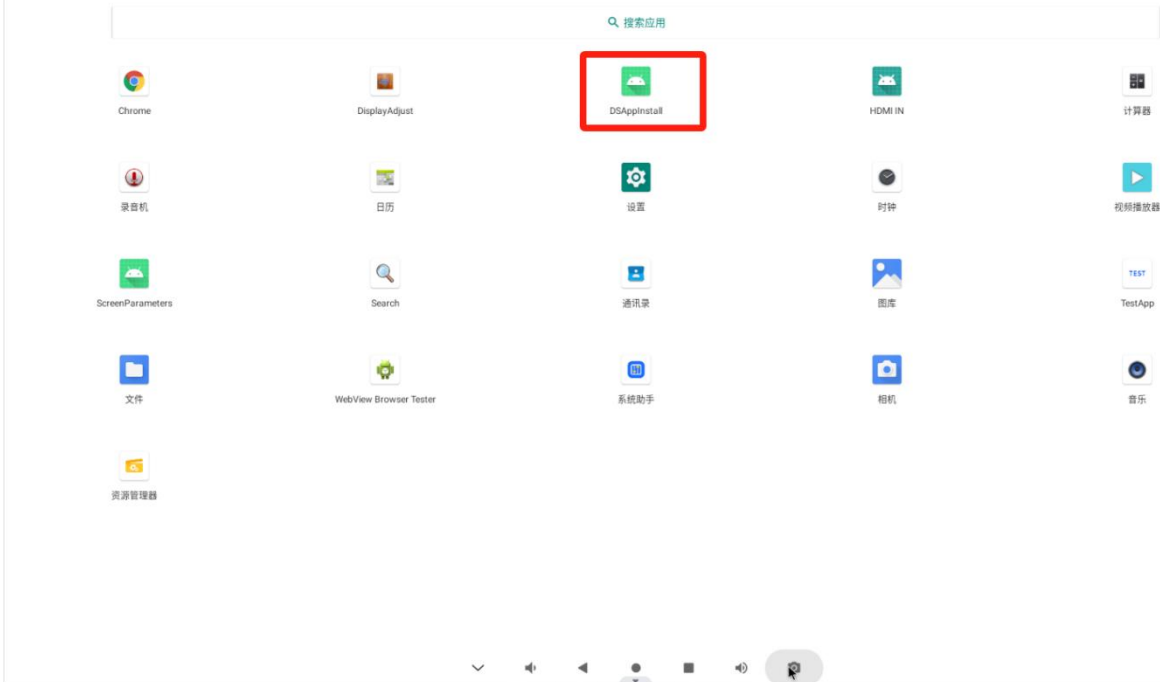 搜索应用
Chrome
DisplayAdjust
DSAppInstall
HDMI IN
计算器
录音机
日历
设置
时钟
视频播放器
ScreenParameters
Search
通讯录
图库
TEST
TestApp
文件
WebView Browser Tester
系统助手
相机
音乐
资源管理器